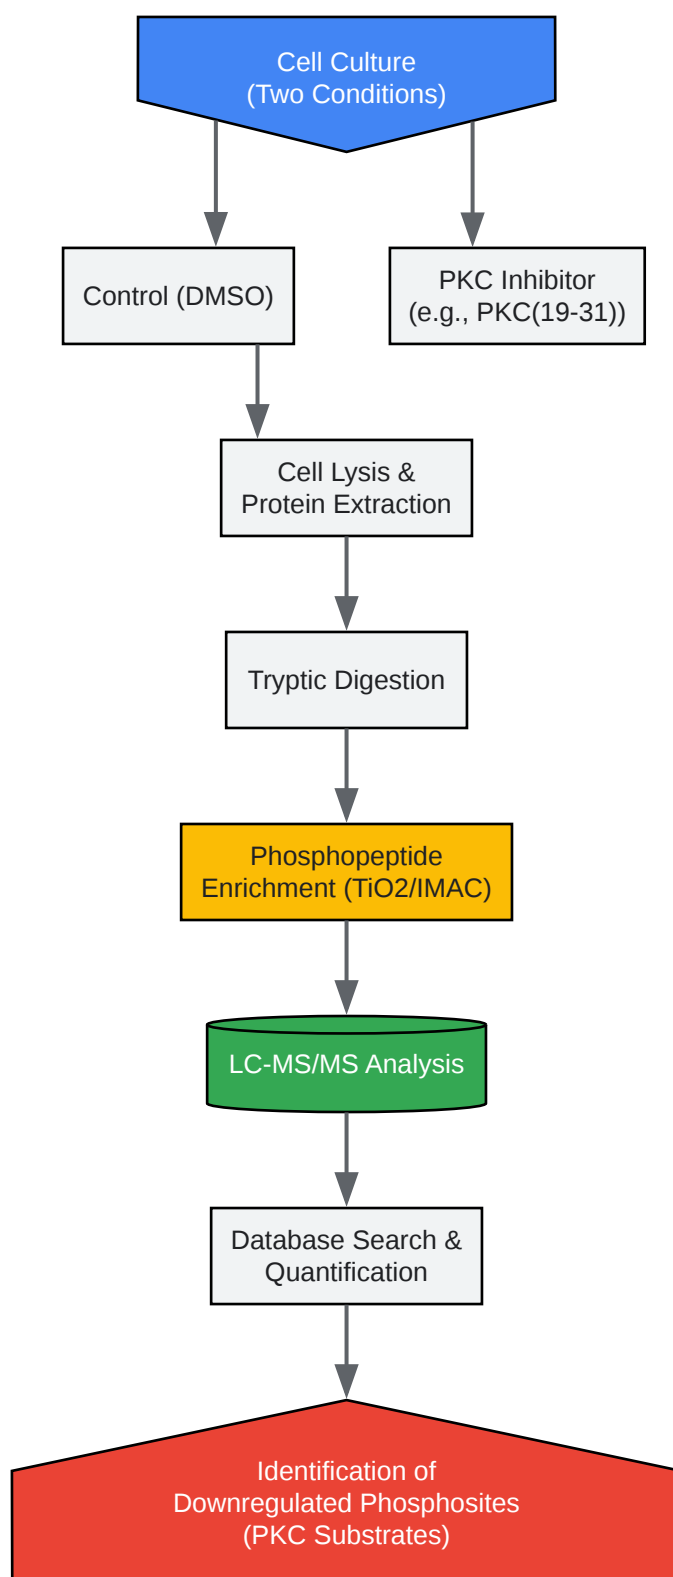 Cell Culture
(Two Conditions)
Control (DMSO)
PKC Inhibitor
(e.g., PKC(19-31))
Cell Lysis &
Protein Extraction
Tryptic Digestion
Phosphopeptide
Enrichment (TiO2/IMAC)
LC-MS/MS Analysis
Database Search &
Quantification
Identification of
Downregulated Phosphosites
(PKC Substrates)